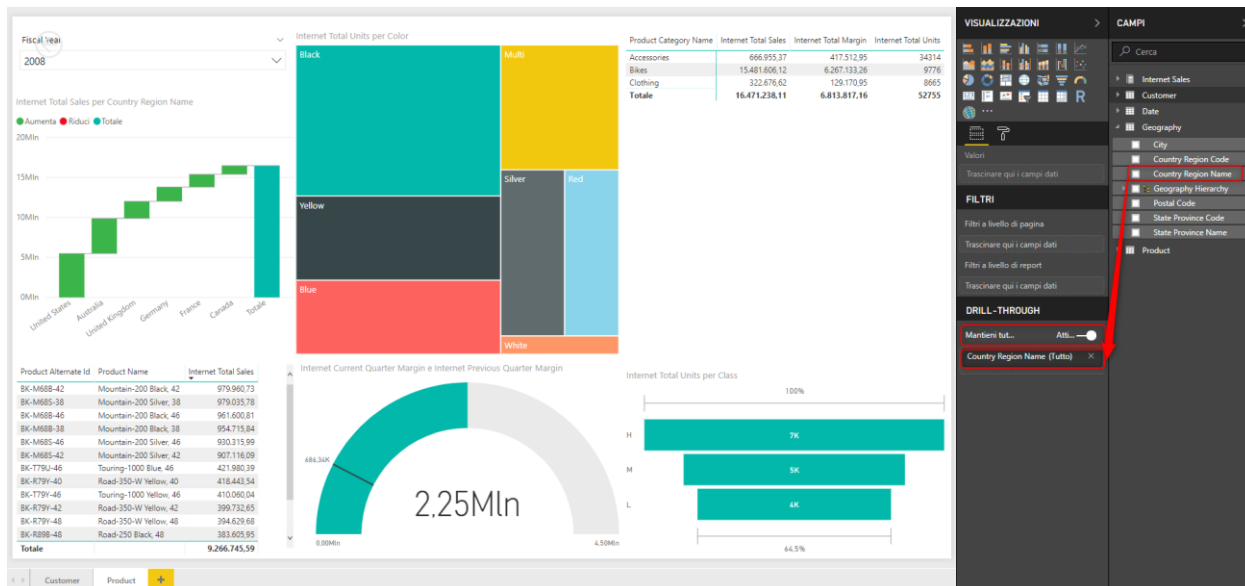 Fiscal Year
2008
Internet Total Sales per Country Region Name
Aumenta Riduci Totale
20Mln
15Mln
10Mln
5Mln
0Mln
United States
Australia
United Kingdom
Germany
France
Canada
Totale
Internet Total Units per Color
Black
Multi
Silver
Red
Yellow
Blue
White
Product Category Name Internet Total Sales Internet Total Margin Internet Total Units
Accessories 666.955,37 417.512,95 34314
Bikes 15.481.606,12 6.267.133,26 9776
Clothing 322.676,62 129.170,95 8665
Totale 16.471.238,11 6.813.817,16 52755
Product Alternate Id Product Name Internet Total Sales
BK-M68B-42 Mountain-200 Black, 42 979.960,73
BK-M68S-38 Mountain-200 Silver, 38 979.035,78
BK-M68B-46 Mountain-200 Black, 46 961.600,81
BK-M68B-38 Mountain-200 Black, 38 954.715,84
BK-M68S-46 Mountain-200 Silver, 46 930.315,99
BK-M68S-42 Mountain-200 Silver, 42 907.116,09
BK-T79U-46 Touring-1000 Blue, 46 421.980,39
BK-R79Y-40 Road-350-W Yellow, 40 418.443,54
BK-T79Y-46 Touring-1000 Yellow, 46 410.060,04
BK-R79Y-42 Road-350-W Yellow, 42 399.732,65
BK-R79Y-48 Road-350-W Yellow, 48 394.629,68
BK-R89B-48 Road-250 Black, 48 383.605,95
Totale 9.266.745,59
Internet Current Quarter Margin e Internet Previous Quarter Margin
686,34K
2,25Mln
0,00Mln
4,50Mln
Internet Total Units per Class
100%
H 7K
M 5K
L 4K
64.5%
Customer Product +
VISUALIZZAZIONI >
R
...
Valori
Trascinare qui i campi dati
FILTRI
Filtri a livello di pagina
Trascinare qui i campi dati
Filtri a livello di report
Trascinare qui i campi dati
DRILL-THROUGH
Mantieni tut... Atti...
Country Region Name (Tutto) ×
CAMPI >
Cerca
Internet Sales
Customer
Date
Geography
City
Country Region Code
Country Region Name
Geography Hierarchy
Postal Code
State Province Code
State Province Name
Product